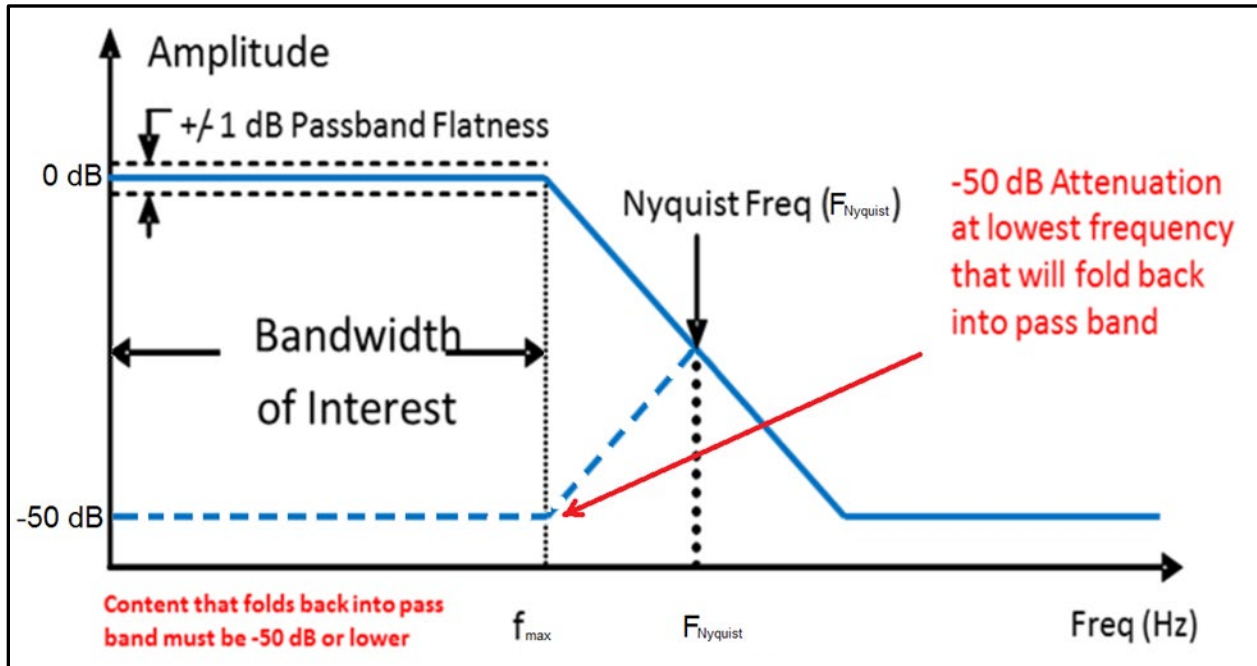 Amplitude
+/- 1 dB Passband Flatness
0 dB
Nyquist Freq (FNyquist)
-50 dB Attenuation
at lowest frequency
that will fold back
into pass band
Bandwidth
of Interest
-50 dB
Content that folds back into pass
band must be -50 dB or lower
fmax
FNyquist
Freq (Hz)